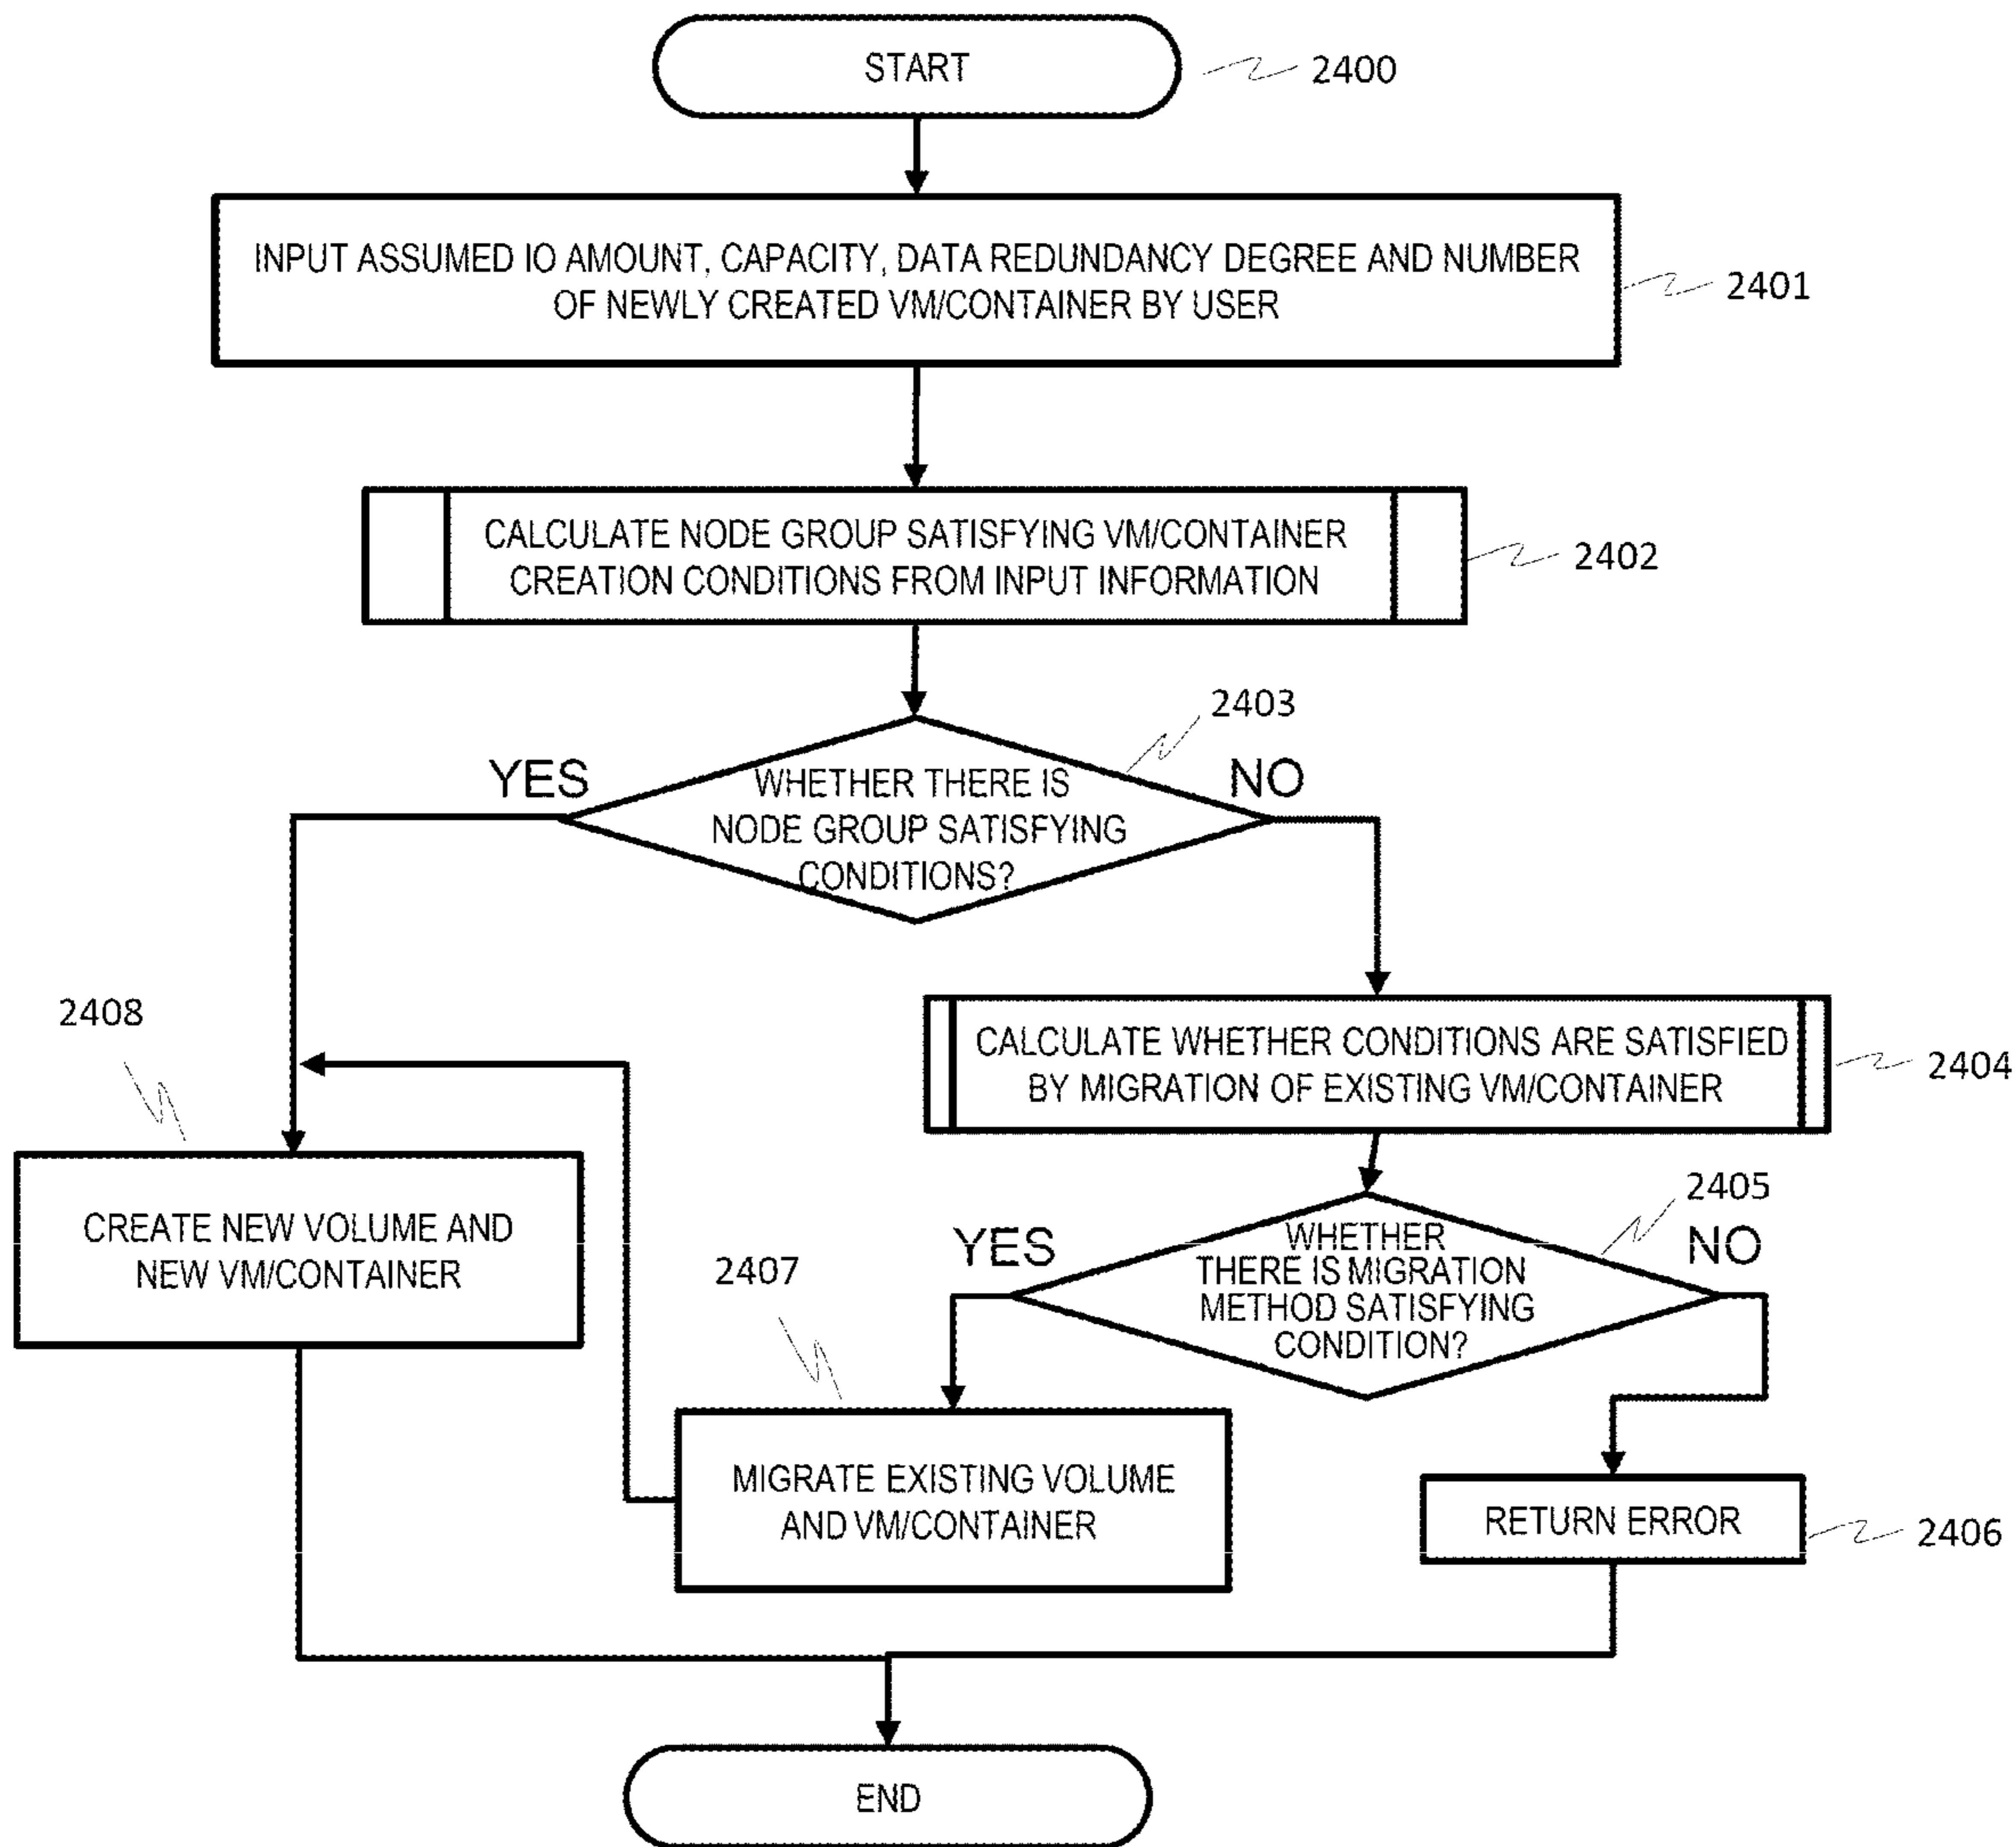 START
2400
INPUT ASSUMED IO AMOUNT, CAPACITY, DATA REDUNDANCY DEGREE AND NUMBER
OF NEWLY CREATED VM/CONTAINER BY USER
2401
CALCULATE NODE GROUP SATISFYING VM/CONTAINER
CREATION CONDITIONS FROM INPUT INFORMATION
2402
2403
YES
NO
WHETHER THERE IS
NODE GROUP SATISFYING
CONDITIONS?
2408
CALCULATE WHETHER CONDITIONS ARE SATISFIED
BY MIGRATION OF EXISTING VM/CONTAINER
2404
2405
CREATE NEW VOLUME AND
NEW VM/CONTAINER
YES
NO
WHETHER
THERE IS MIGRATION
METHOD SATISFYING
CONDITION?
2407
MIGRATE EXISTING VOLUME
AND VM/CONTAINER
RETURN ERROR
2406
END